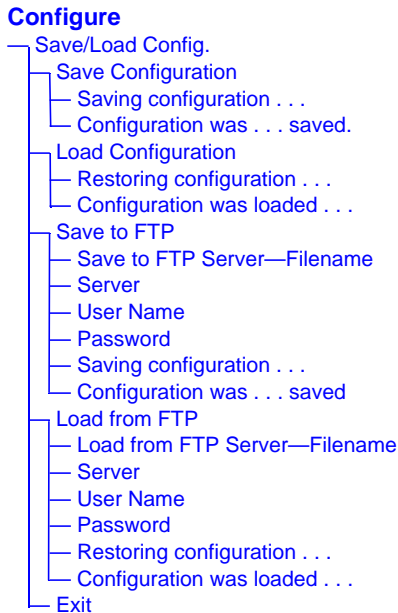 Configure
Save/Load Config.
Save Configuration
Saving configuration . . .
Configuration was . . . saved.
Load Configuration
Restoring configuration . . .
Configuration was loaded . . .
Save to FTP
Save to FTP Server—Filename
Server
User Name
Password
Saving configuration . . .
Configuration was . . . saved
Load from FTP
Load from FTP Server—Filename
Server
User Name
Password
Restoring configuration . . .
Configuration was loaded . . .
Exit